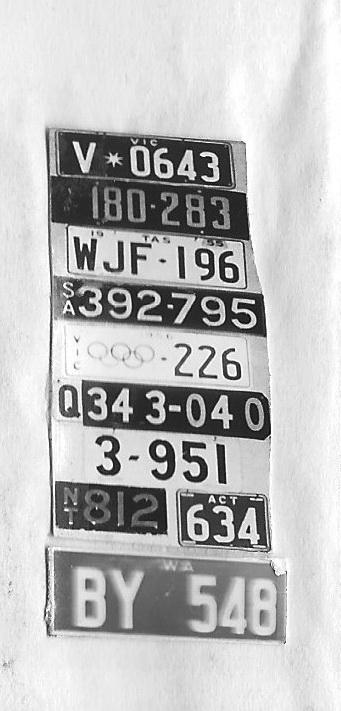 VIC
V*0643
180·283
19 TAS 55
WJF-196
SA 392-795
VIC -226
Q 343-040
3-951
NT 812
ACT
634
WA
BY 548